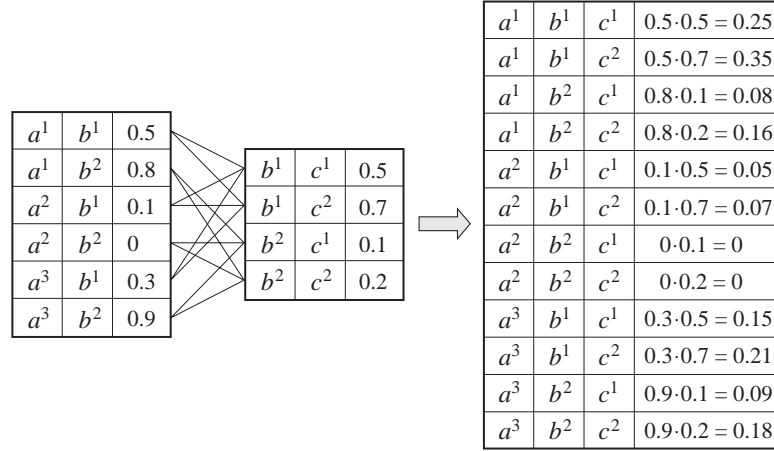 a¹ b¹ 0.5
a¹ b² 0.8
a² b¹ 0.1
a² b² 0
a³ b¹ 0.3
a³ b² 0.9
b¹ c¹ 0.5
b¹ c² 0.7
b² c¹ 0.1
b² c² 0.2
a¹ b¹ c¹ 0.5·0.5 = 0.25
a¹ b¹ c² 0.5·0.7 = 0.35
a¹ b² c¹ 0.8·0.1 = 0.08
a¹ b² c² 0.8·0.2 = 0.16
a² b¹ c¹ 0.1·0.5 = 0.05
a² b¹ c² 0.1·0.7 = 0.07
a² b² c¹ 0·0.1 = 0
a² b² c² 0·0.2 = 0
a³ b¹ c¹ 0.3·0.5 = 0.15
a³ b¹ c² 0.3·0.7 = 0.21
a³ b² c¹ 0.9·0.1 = 0.09
a³ b² c² 0.9·0.2 = 0.18